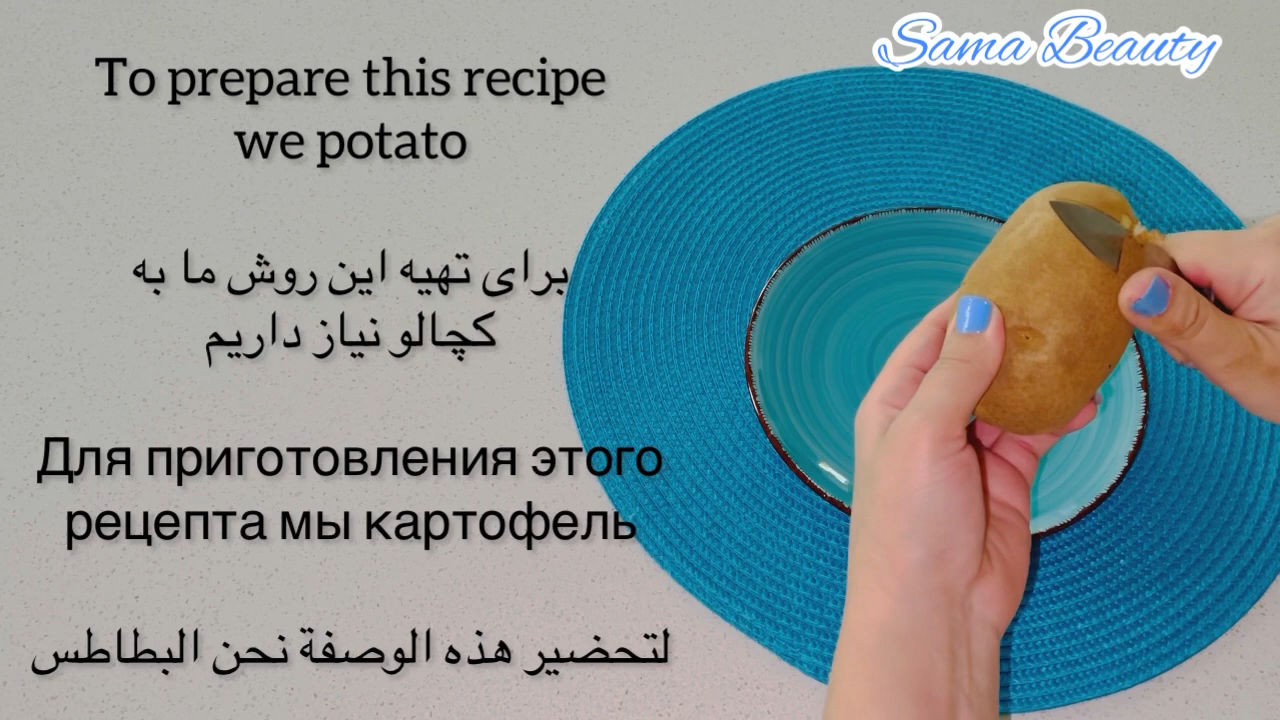 Sama Beauty
To prepare this recipe
we potato
برای تهیه این روش ما به
کچالو نیاز داریم
Для приготовления этого
рецепта мы картофель
لتحضير هذه الوصفة نحن البطاطس